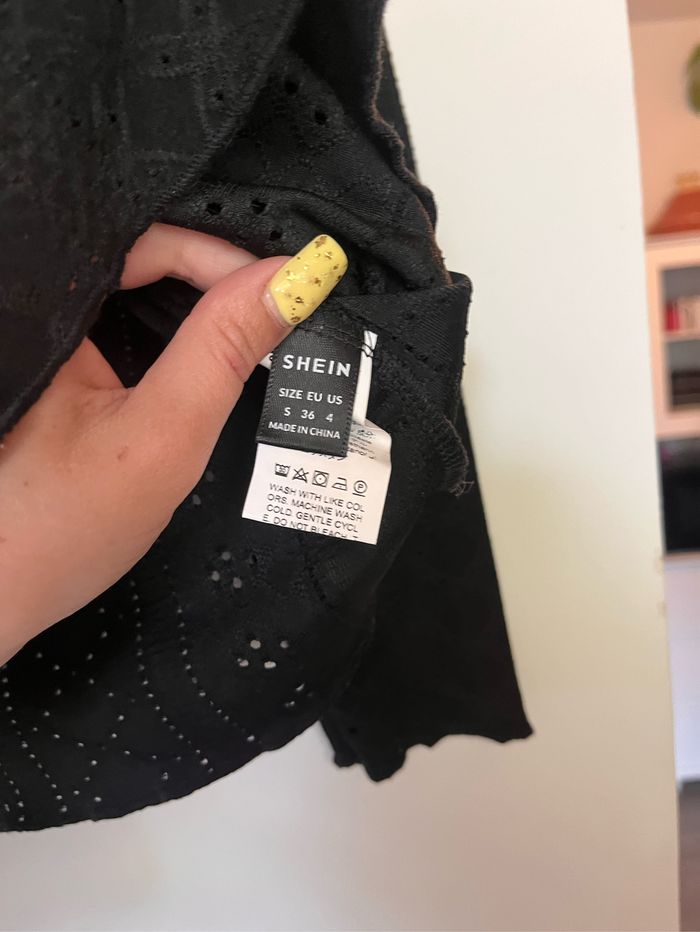 SHEIN
SIZE EU US
S 36 4
MADE IN CHINA
WASH WITH LIKE COL
ORS. MACHINE WASH
COLD. GENTLE CYCL
E. DO NOT BLEACH. T